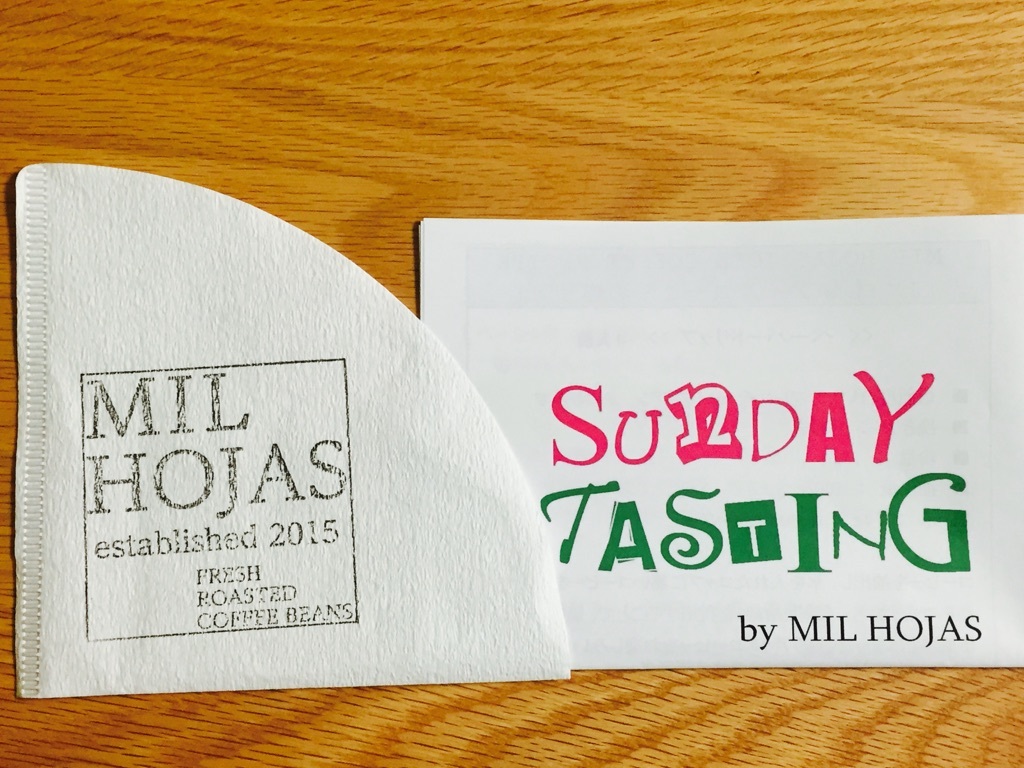 MIL
HOJAS
established 2015
FRESH
ROASTED
COFFEE BEANS
SUnDAY
TASTING
by MIL HOJAS